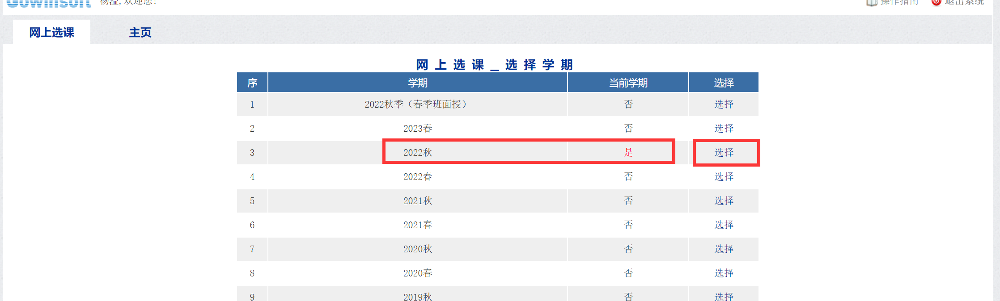 Gowinsoft 杨溢,欢迎您! 操作指南 退出系统
网上选课 主页
网上选课_选择学期
序 学期 当前学期 选择
1 2022秋季（春季班面授） 否 选择
2 2023春 否 选择
3 2022秋 是 选择
4 2022春 否 选择
5 2021秋 否 选择
6 2021春 否 选择
7 2020秋 否 选择
8 2020春 否 选择
9 2019秋 否 选择